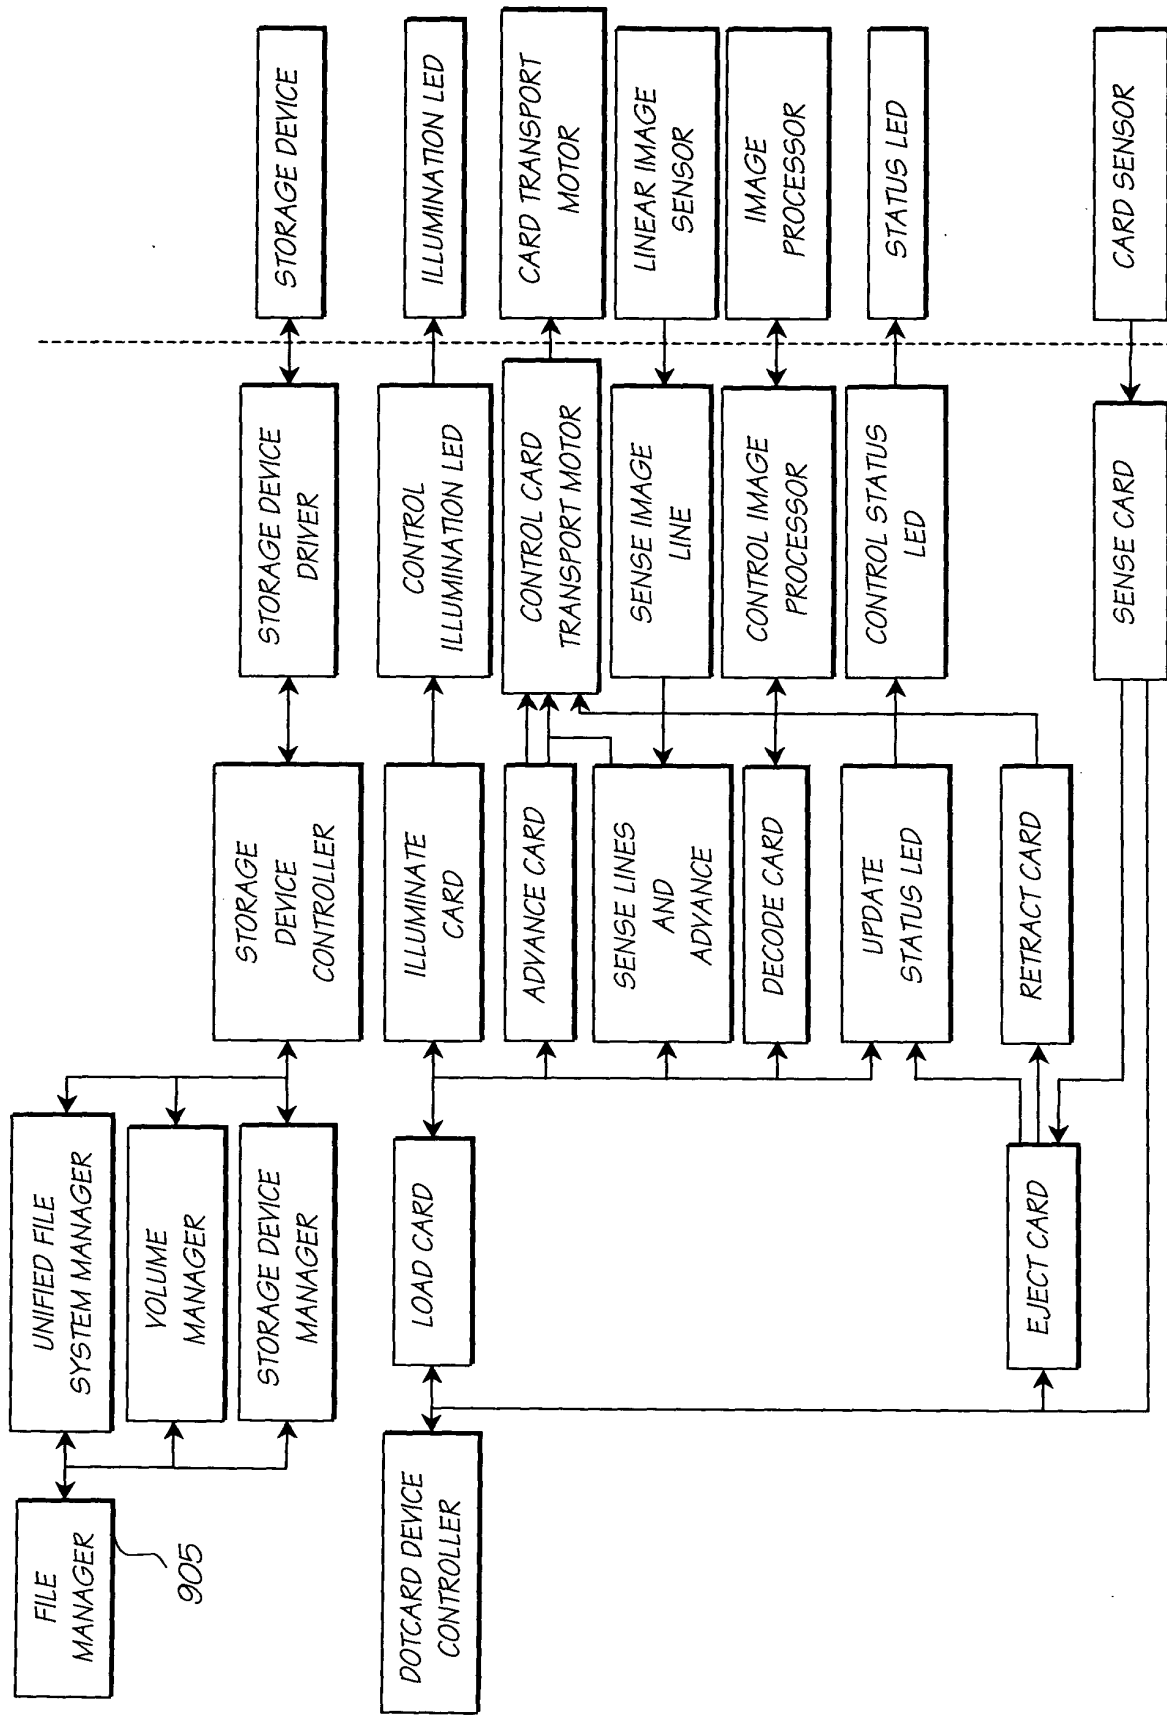 FILE
MANAGER
905
UNIFIED FILE
SYSTEM MANAGER
VOLUME
MANAGER
STORAGE DEVICE
MANAGER
STORAGE
DEVICE
CONTROLLER
STORAGE DEVICE
DRIVER
STORAGE DEVICE
DOTCARD DEVICE
CONTROLLER
LOAD CARD
ILLUMINATE
CARD
CONTROL
ILLUMINATION LED
ILLUMINATION LED
ADVANCE CARD
CONTROL CARD
TRANSPORT MOTOR
CARD TRANSPORT
MOTOR
SENSE LINES
AND
ADVANCE
SENSE IMAGE
LINE
LINEAR IMAGE
SENSOR
DECODE CARD
CONTROL IMAGE
PROCESSOR
IMAGE
PROCESSOR
UPDATE
STATUS LED
CONTROL STATUS
LED
STATUS LED
EJECT CARD
RETRACT CARD
SENSE CARD
CARD SENSOR